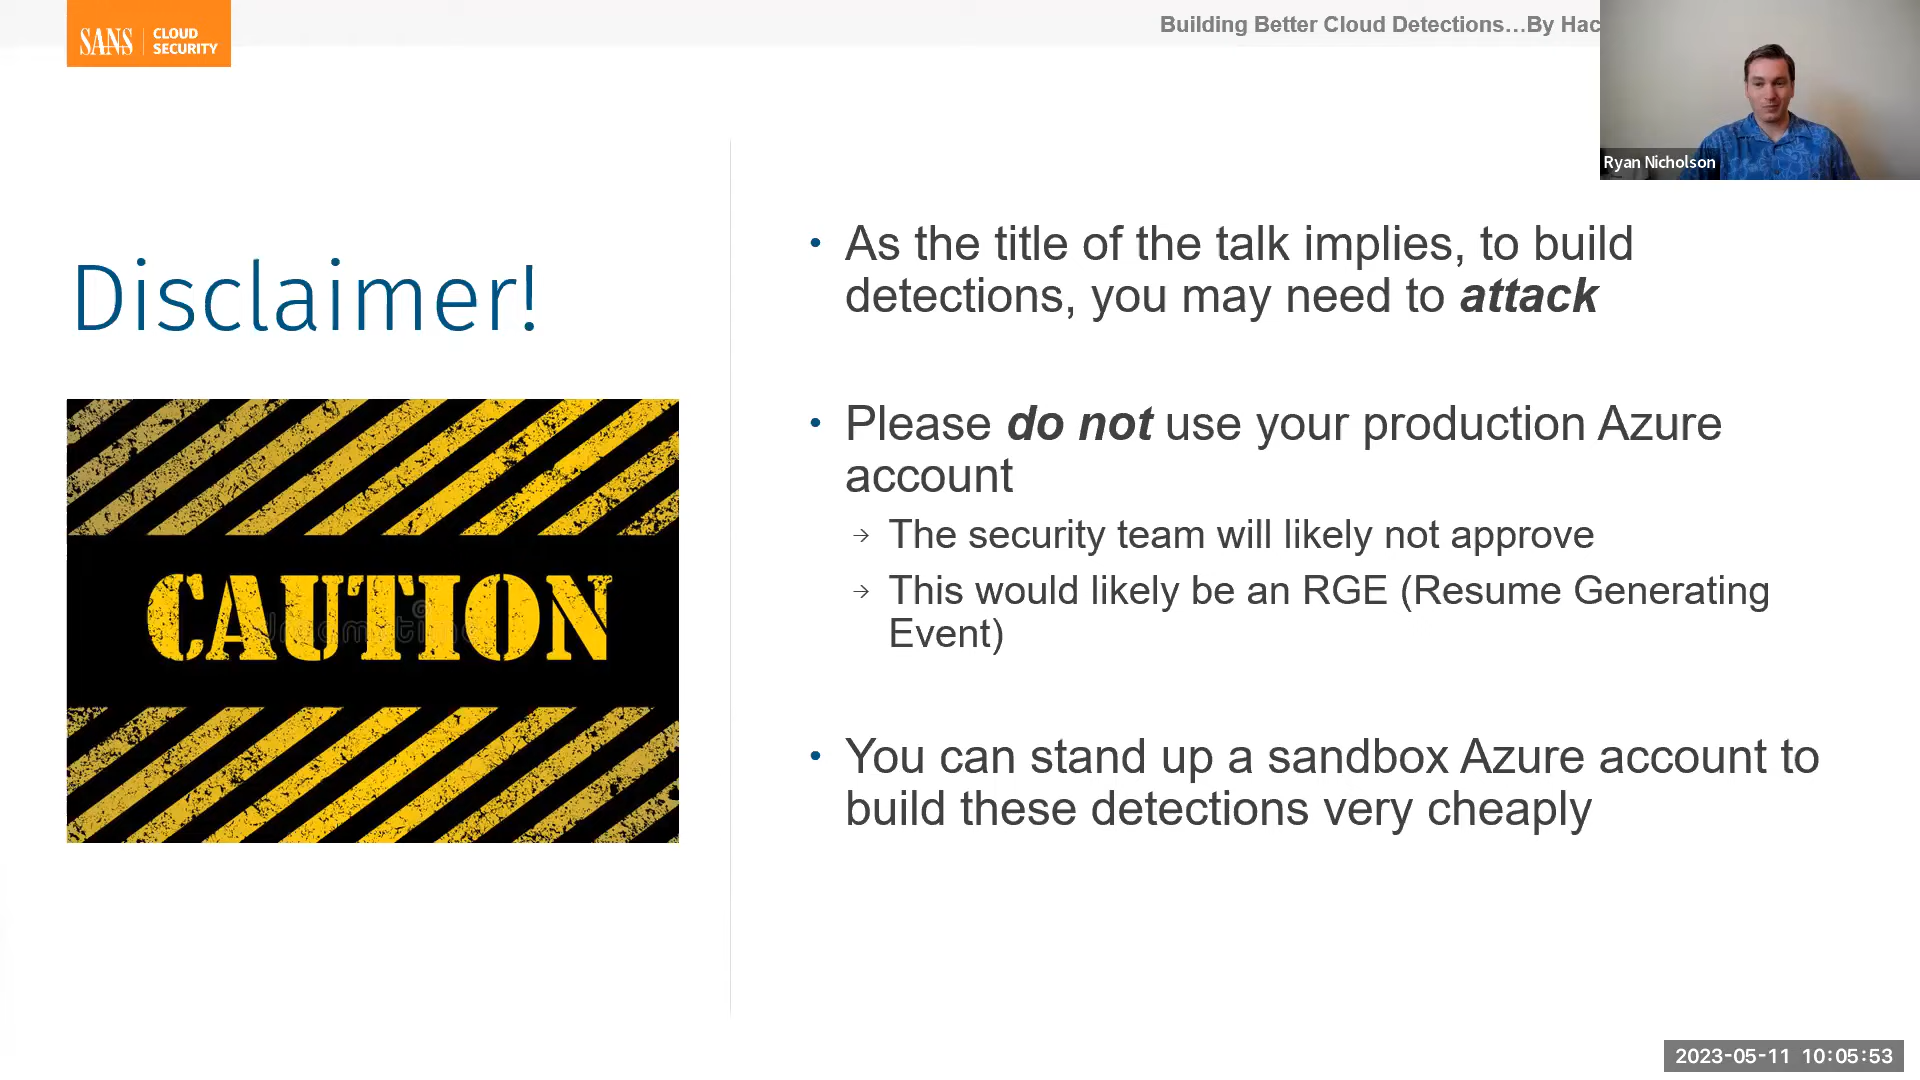 SANS
CLOUD
SECURITY
Building Better Cloud Detections...By Hac
Ryan Nicholson
Disclaimer!
CAUTION
• As the title of the talk implies, to build
detections, you may need to attack
• Please do not use your production Azure
account
→ The security team will likely not approve
→ This would likely be an RGE (Resume Generating
Event)
• You can stand up a sandbox Azure account to
build these detections very cheaply
2023-05-11 10:05:53